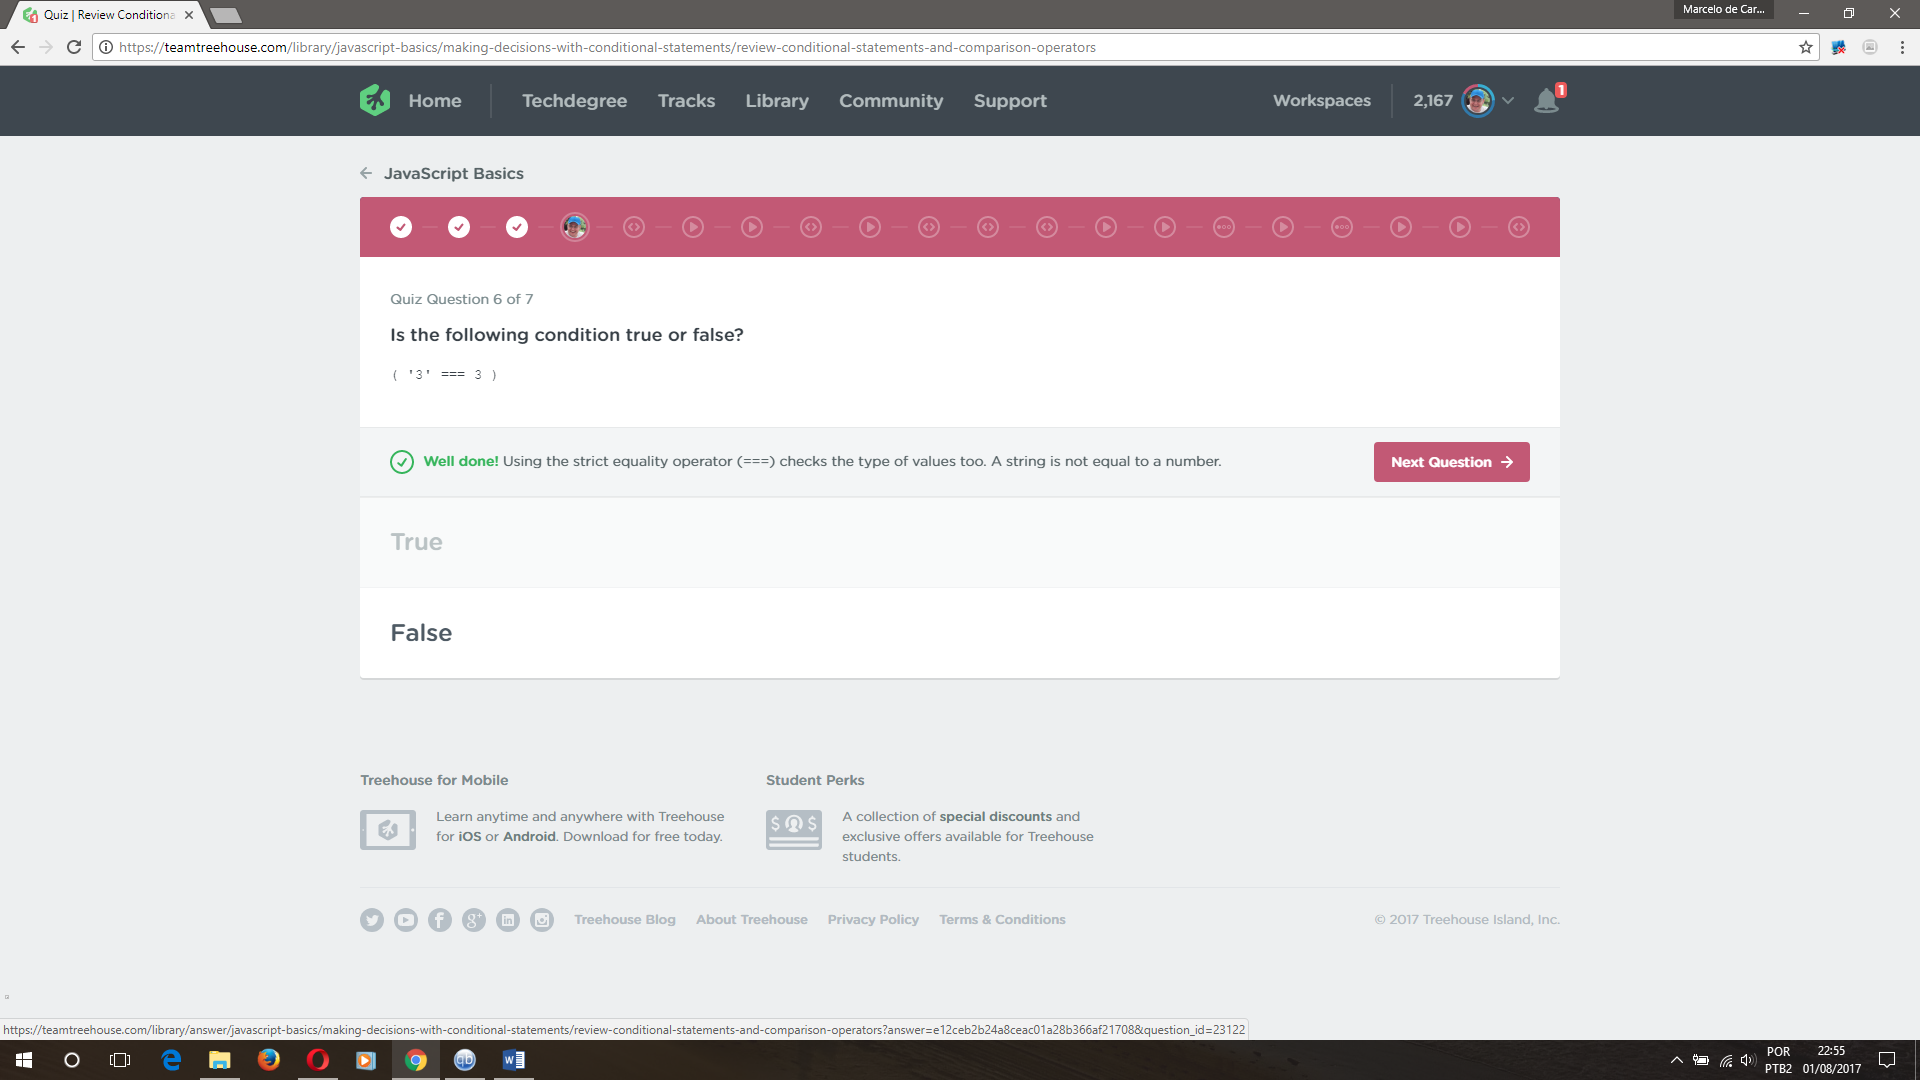 Quiz | Review Conditiona
Marcelo de Car...
https://teamtreehouse.com/library/javascript-basics/making-decisions-with-conditional-statements/review-conditional-statements-and-comparison-operators
Home
Techdegree
Tracks
Library
Community
Support
Workspaces
2,167
1
JavaScript Basics
Quiz Question 6 of 7
Is the following condition true or false?
( '3' === 3 )
Well done! Using the strict equality operator (===) checks the type of values too. A string is not equal to a number.
Next Question
True
False
Treehouse for Mobile
Learn anytime and anywhere with Treehouse
for iOS or Android. Download for free today.
Student Perks
A collection of special discounts and
exclusive offers available for Treehouse
students.
Treehouse Blog
About Treehouse
Privacy Policy
Terms & Conditions
© 2017 Treehouse Island, Inc.
https://teamtreehouse.com/library/answer/javascript-basics/making-decisions-with-conditional-statements/review-conditional-statements-and-comparison-operators?answer=e12ceb2b24a8ceac01a28b366af21708&question_id=23122
POR
PTB2
22:55
01/08/2017